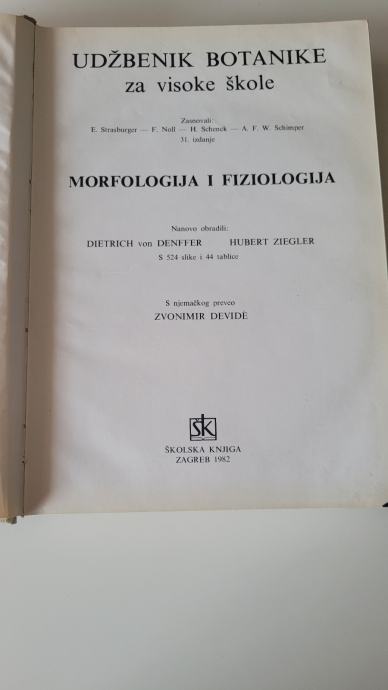 UDŽBENIK BOTANIKE
za visoke škole
Zasnovali:
E. Strasburger — F. Noll — H. Schenck — A. F. W. Schimper
31. izdanje
MORFOLOGIJA I FIZIOLOGIJA
Nanovo obradili:
DIETRICH von DENFFER HUBERT ZIEGLER
S 524 slike i 44 tablice
S njemačkog preveo
ZVONIMIR DEVIDÉ
ŠK
ŠKOLSKA KNJIGA
ZAGREB 1982